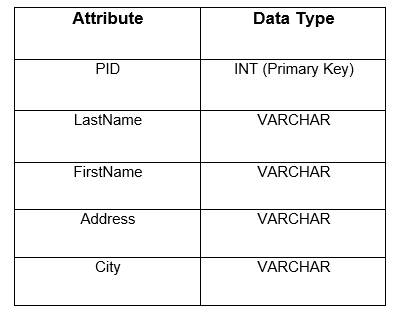 Attribute Data Type
PID INT (Primary Key)
LastName VARCHAR
FirstName VARCHAR
Address VARCHAR
City VARCHAR